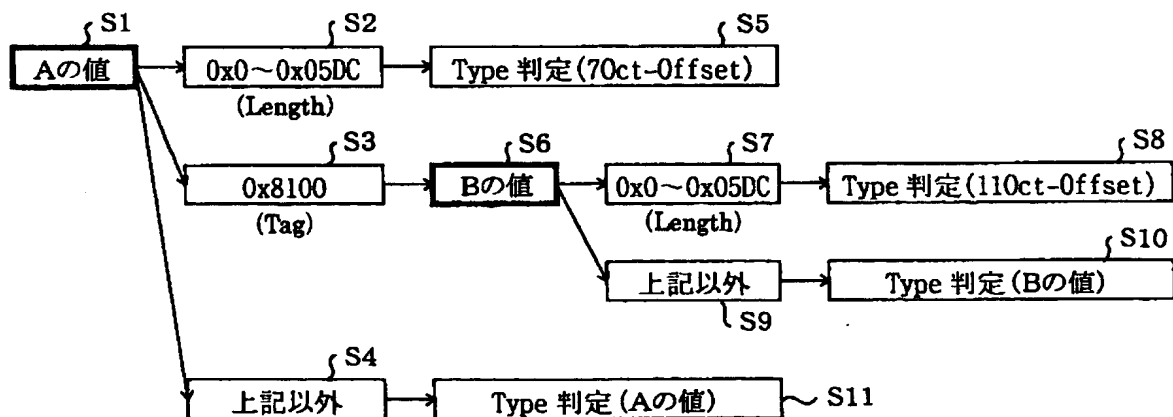 S1
S2
S5
Aの値
0x0～0x05DC
Type 判定(7Oct-Offset)
(Length)
S3
S6
S7
S8
0x8100
Bの値
0x0～0x05DC
Type 判定(11Oct-Offset)
(Tag)
(Length)
S10
上記以外
Type 判定(Bの値)
S9
S4
上記以外
Type 判定(Aの値)
S11